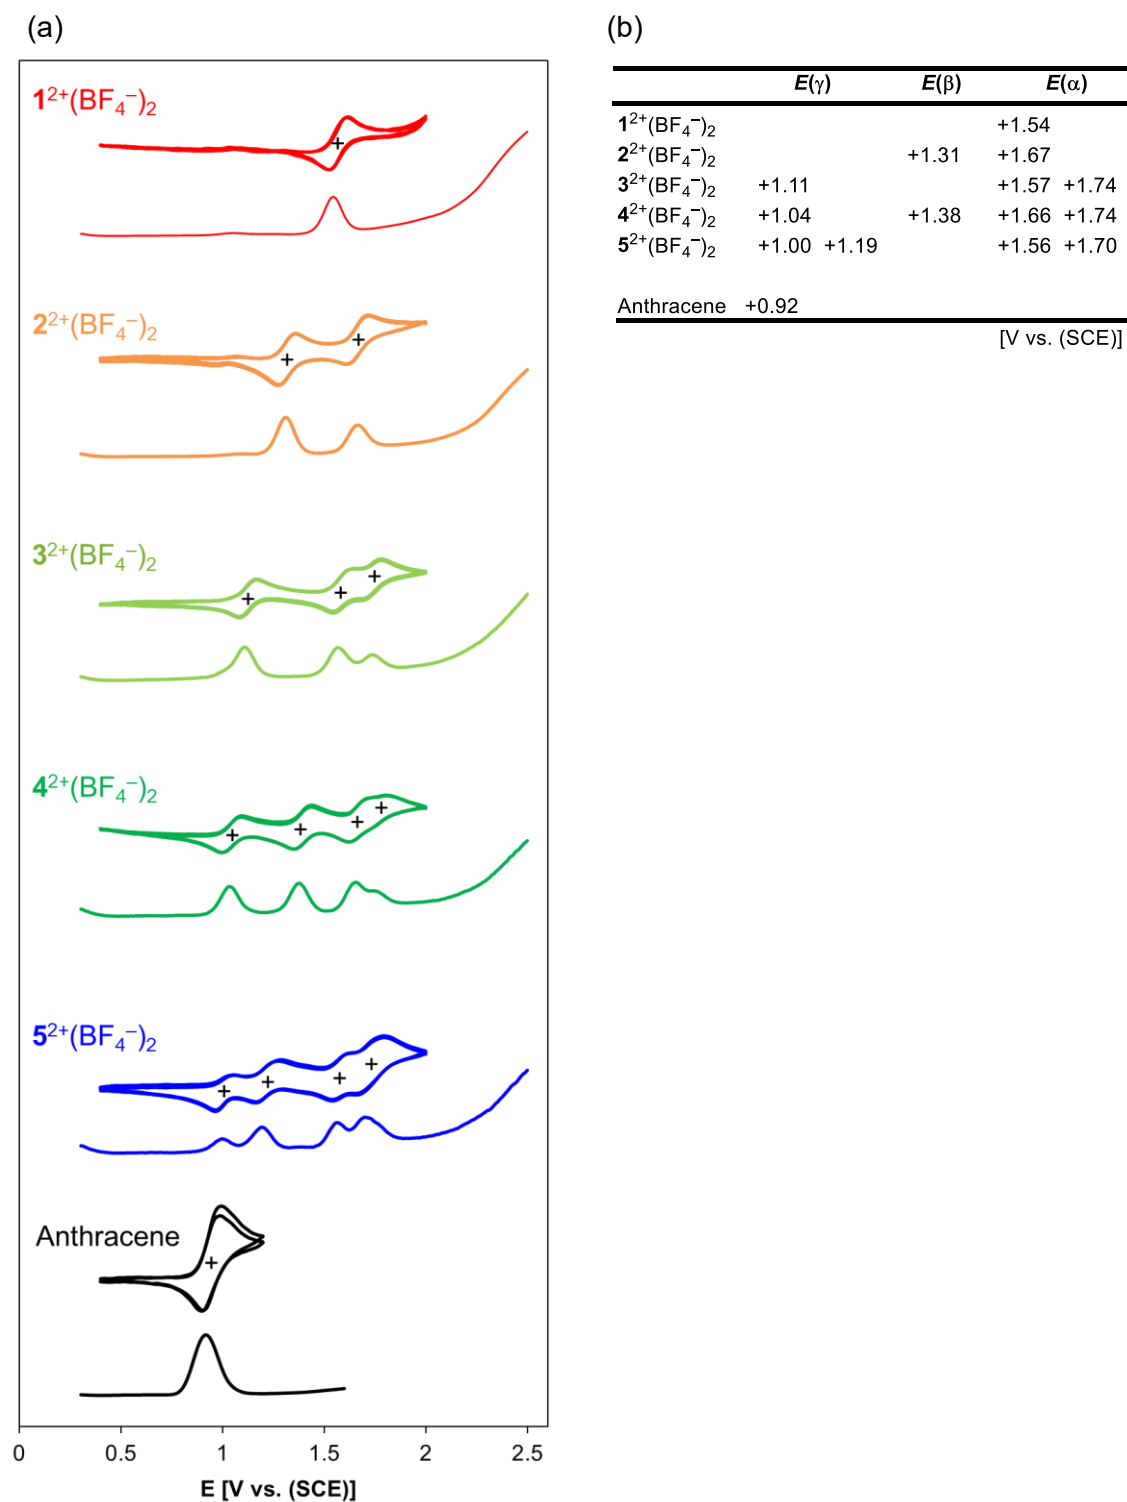 (a)
1²⁺(BF₄⁻)₂
2²⁺(BF₄⁻)₂
3²⁺(BF₄⁻)₂
4²⁺(BF₄⁻)₂
5²⁺(BF₄⁻)₂
Anthracene
0 0.5 1 1.5 2 2.5
E [V vs. (SCE)]
(b)
E(γ) E(β) E(α)
1²⁺(BF₄⁻)₂ +1.54
2²⁺(BF₄⁻)₂ +1.31 +1.67
3²⁺(BF₄⁻)₂ +1.11 +1.57 +1.74
4²⁺(BF₄⁻)₂ +1.04 +1.38 +1.66 +1.74
5²⁺(BF₄⁻)₂ +1.00 +1.19 +1.56 +1.70
Anthracene +0.92
[V vs. (SCE)]